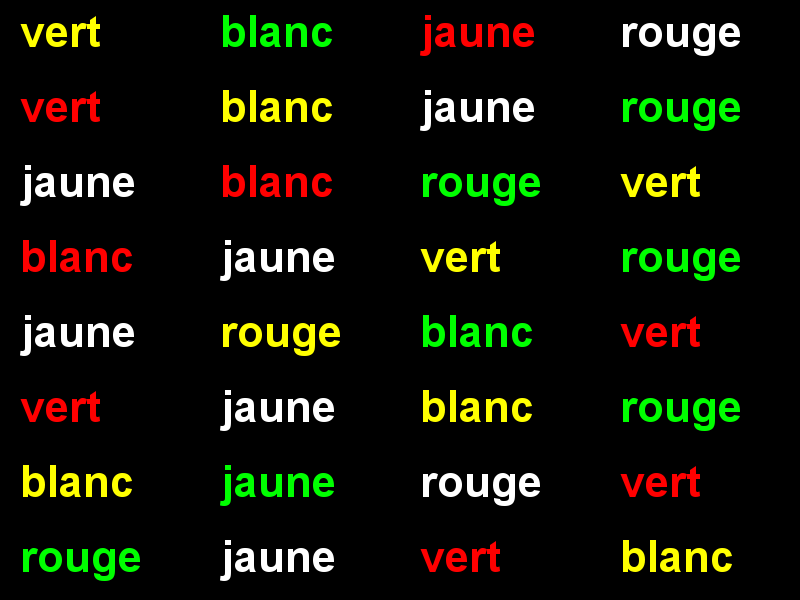 vert blanc jaune rouge
vert blanc jaune rouge
jaune blanc rouge vert
blanc jaune vert rouge
jaune rouge blanc vert
vert jaune blanc rouge
blanc jaune rouge vert
rouge jaune vert blanc